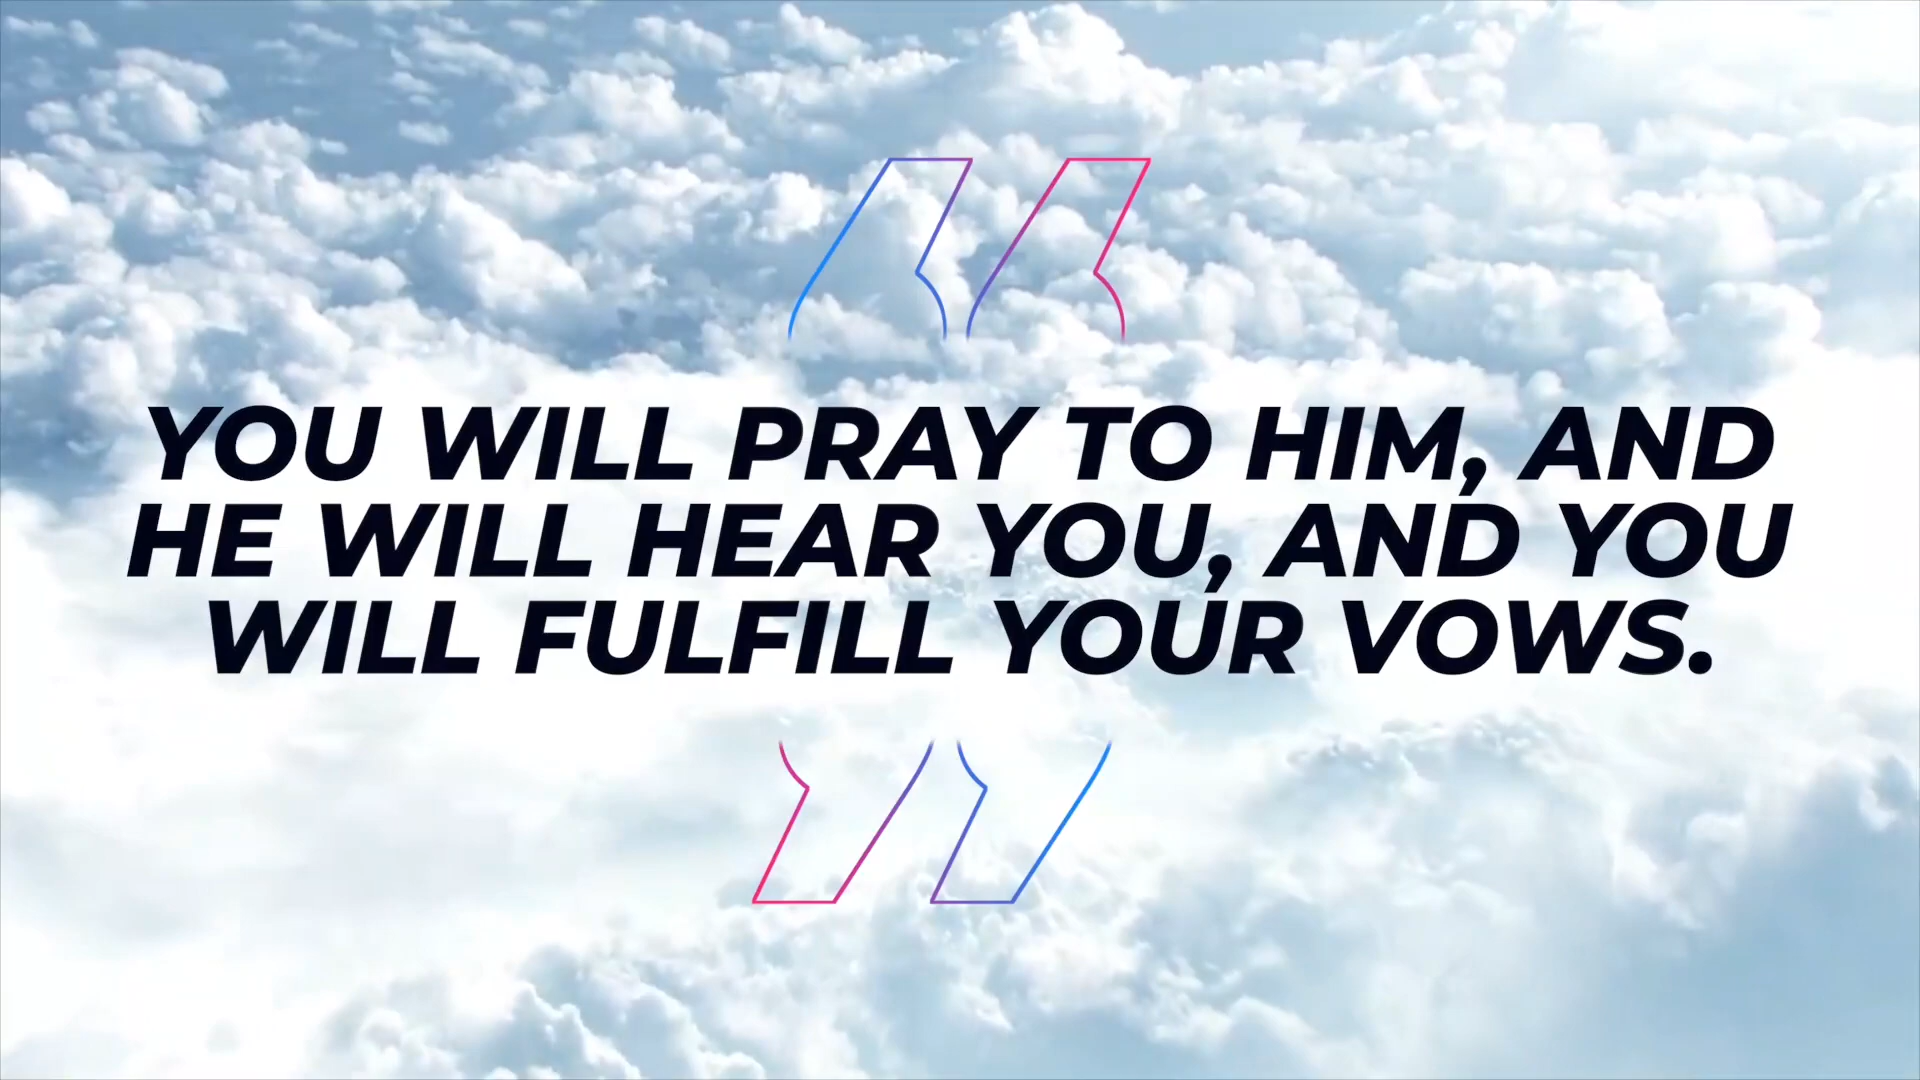 YOU WILL PRAY TO HIM, AND
HE WILL HEAR YOU, AND YOU
WILL FULFILL YOUR VOWS.